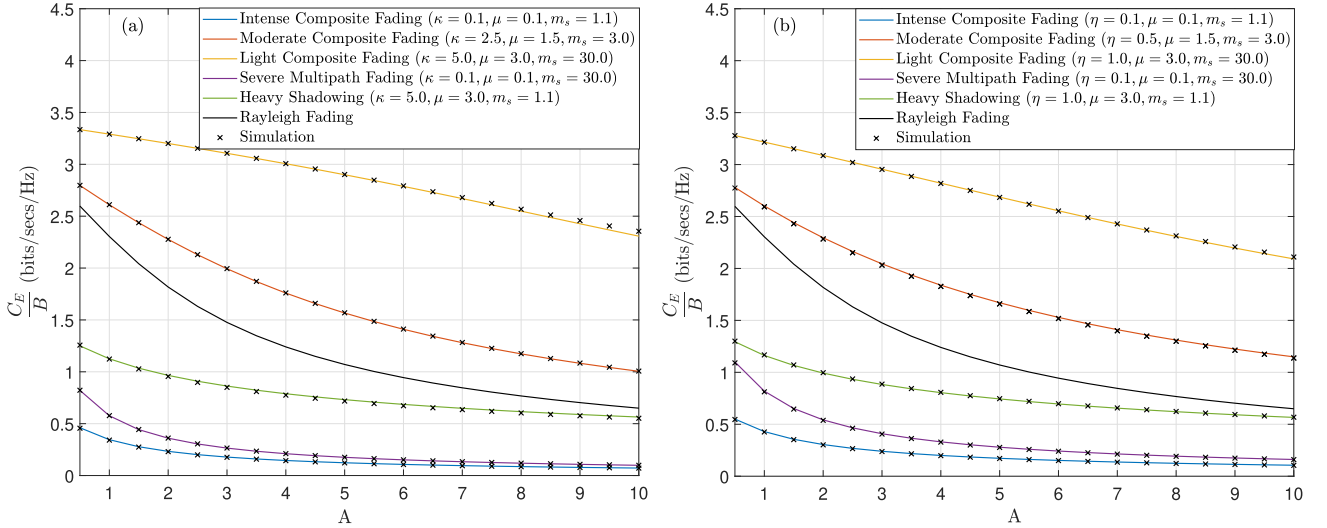 (a)
Intense Composite Fading (κ = 0.1, μ = 0.1, m_s = 1.1)
Moderate Composite Fading (κ = 2.5, μ = 1.5, m_s = 3.0)
Light Composite Fading (κ = 5.0, μ = 3.0, m_s = 30.0)
Severe Multipath Fading (κ = 0.1, μ = 0.1, m_s = 30.0)
Heavy Shadowing (κ = 5.0, μ = 3.0, m_s = 1.1)
Rayleigh Fading
Simulation
4.5
4
3.5
3
2.5
2
1.5
1
0.5
0
C_E/B (bits/secs/Hz)
1 2 3 4 5 6 7 8 9 10
A
(b)
Intense Composite Fading (η = 0.1, μ = 0.1, m_s = 1.1)
Moderate Composite Fading (η = 0.5, μ = 1.5, m_s = 3.0)
Light Composite Fading (η = 1.0, μ = 3.0, m_s = 30.0)
Severe Multipath Fading (η = 0.1, μ = 0.1, m_s = 30.0)
Heavy Shadowing (η = 1.0, μ = 3.0, m_s = 1.1)
Rayleigh Fading
Simulation
4.5
4
3.5
3
2.5
2
1.5
1
0.5
0
C_E/B (bits/secs/Hz)
1 2 3 4 5 6 7 8 9 10
A